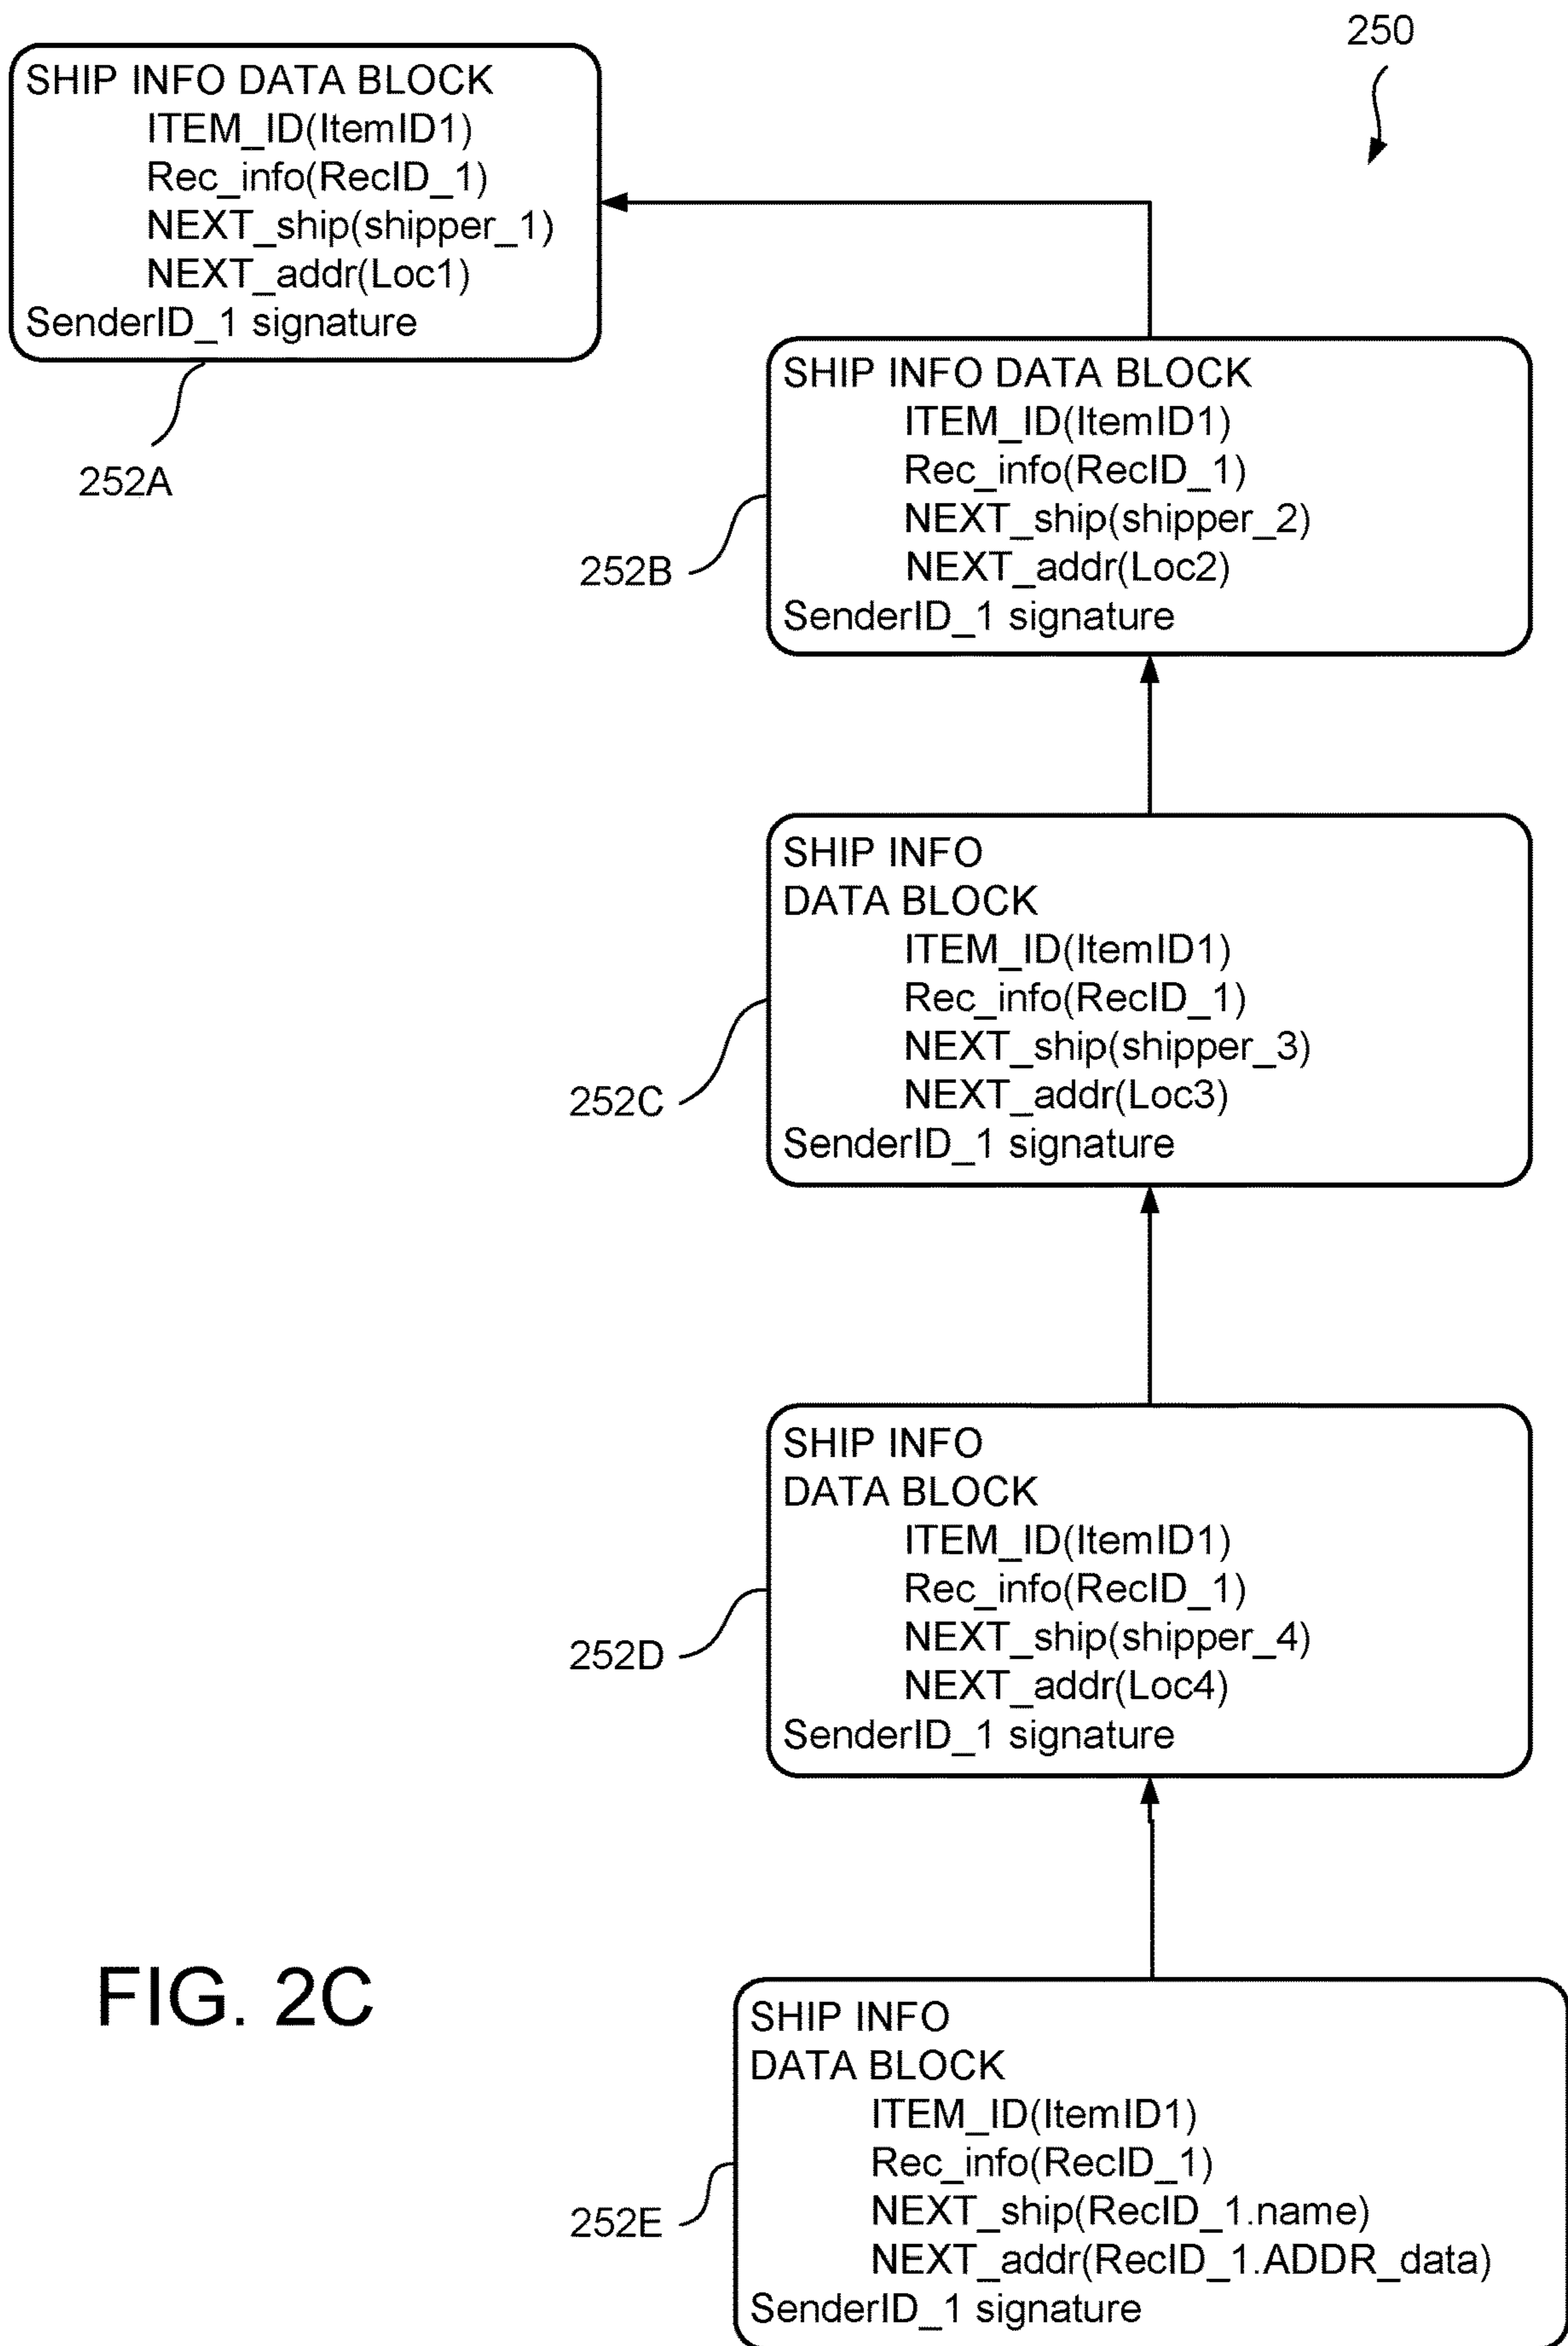 250
SHIP INFO DATA BLOCK
ITEM_ID(ItemID1)
Rec_info(RecID_1)
NEXT_ship(shipper_1)
NEXT_addr(Loc1)
SenderID_1 signature
252A
SHIP INFO DATA BLOCK
ITEM_ID(ItemID1)
Rec_info(RecID_1)
NEXT_ship(shipper_2)
NEXT_addr(Loc2)
SenderID_1 signature
252B
SHIP INFO
DATA BLOCK
ITEM_ID(ItemID1)
Rec_info(RecID_1)
NEXT_ship(shipper_3)
NEXT_addr(Loc3)
SenderID_1 signature
252C
SHIP INFO
DATA BLOCK
ITEM_ID(ItemID1)
Rec_info(RecID_1)
NEXT_ship(shipper_4)
NEXT_addr(Loc4)
SenderID_1 signature
252D
FIG. 2C
SHIP INFO
DATA BLOCK
ITEM_ID(ItemID1)
Rec_info(RecID_1)
NEXT_ship(RecID_1.name)
NEXT_addr(RecID_1.ADDR_data)
SenderID_1 signature
252E